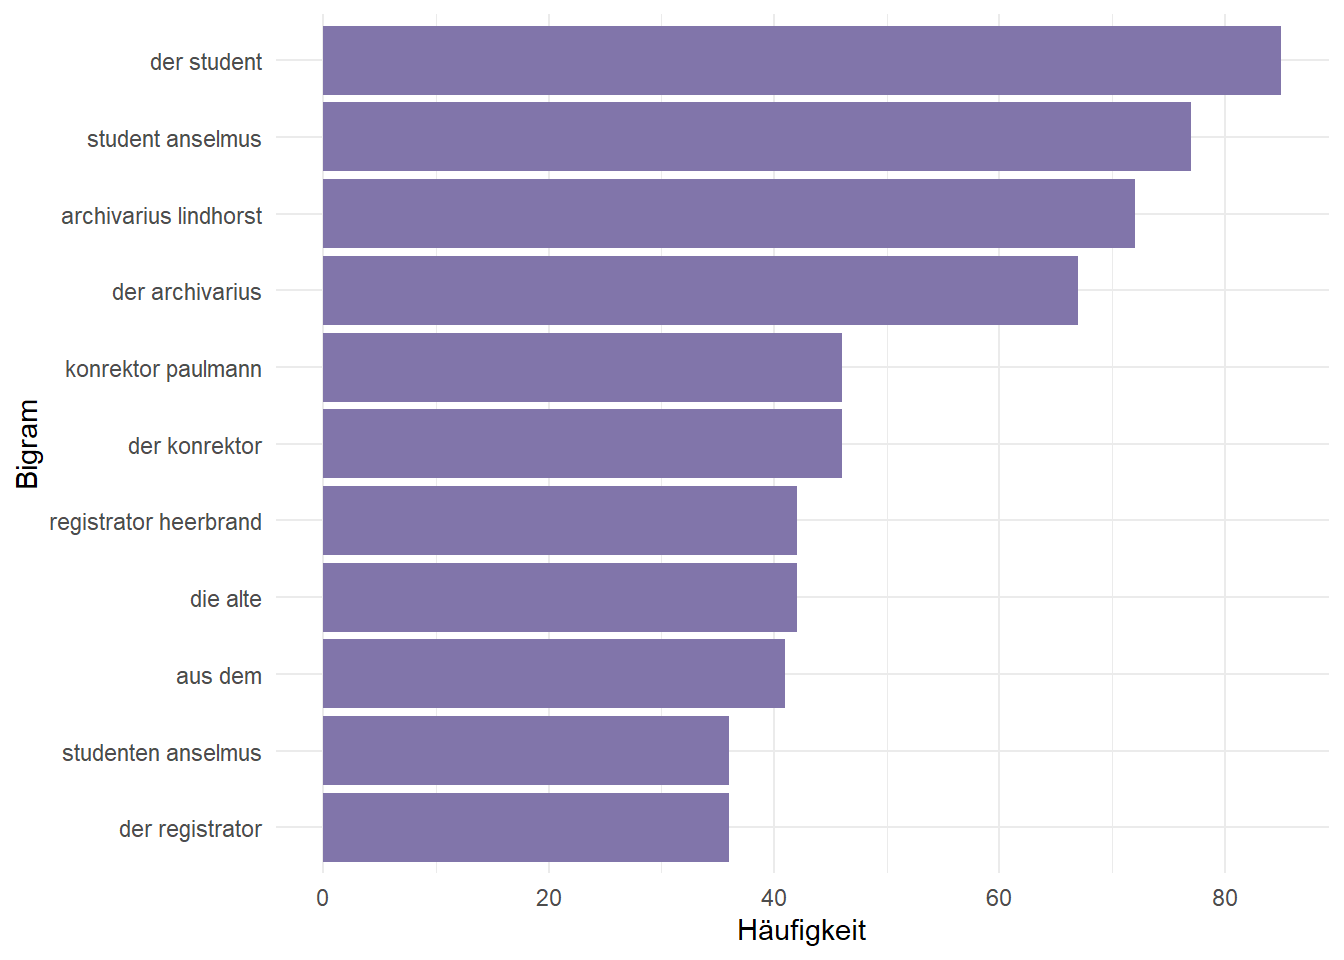 der student
student anselmus
archivarius lindhorst
der archivarius
konrektor paulmann
der konrektor
registrator heerbrand
die alte
aus dem
studenten anselmus
der registrator
Bigram
0 20 40 60 80
Häufigkeit